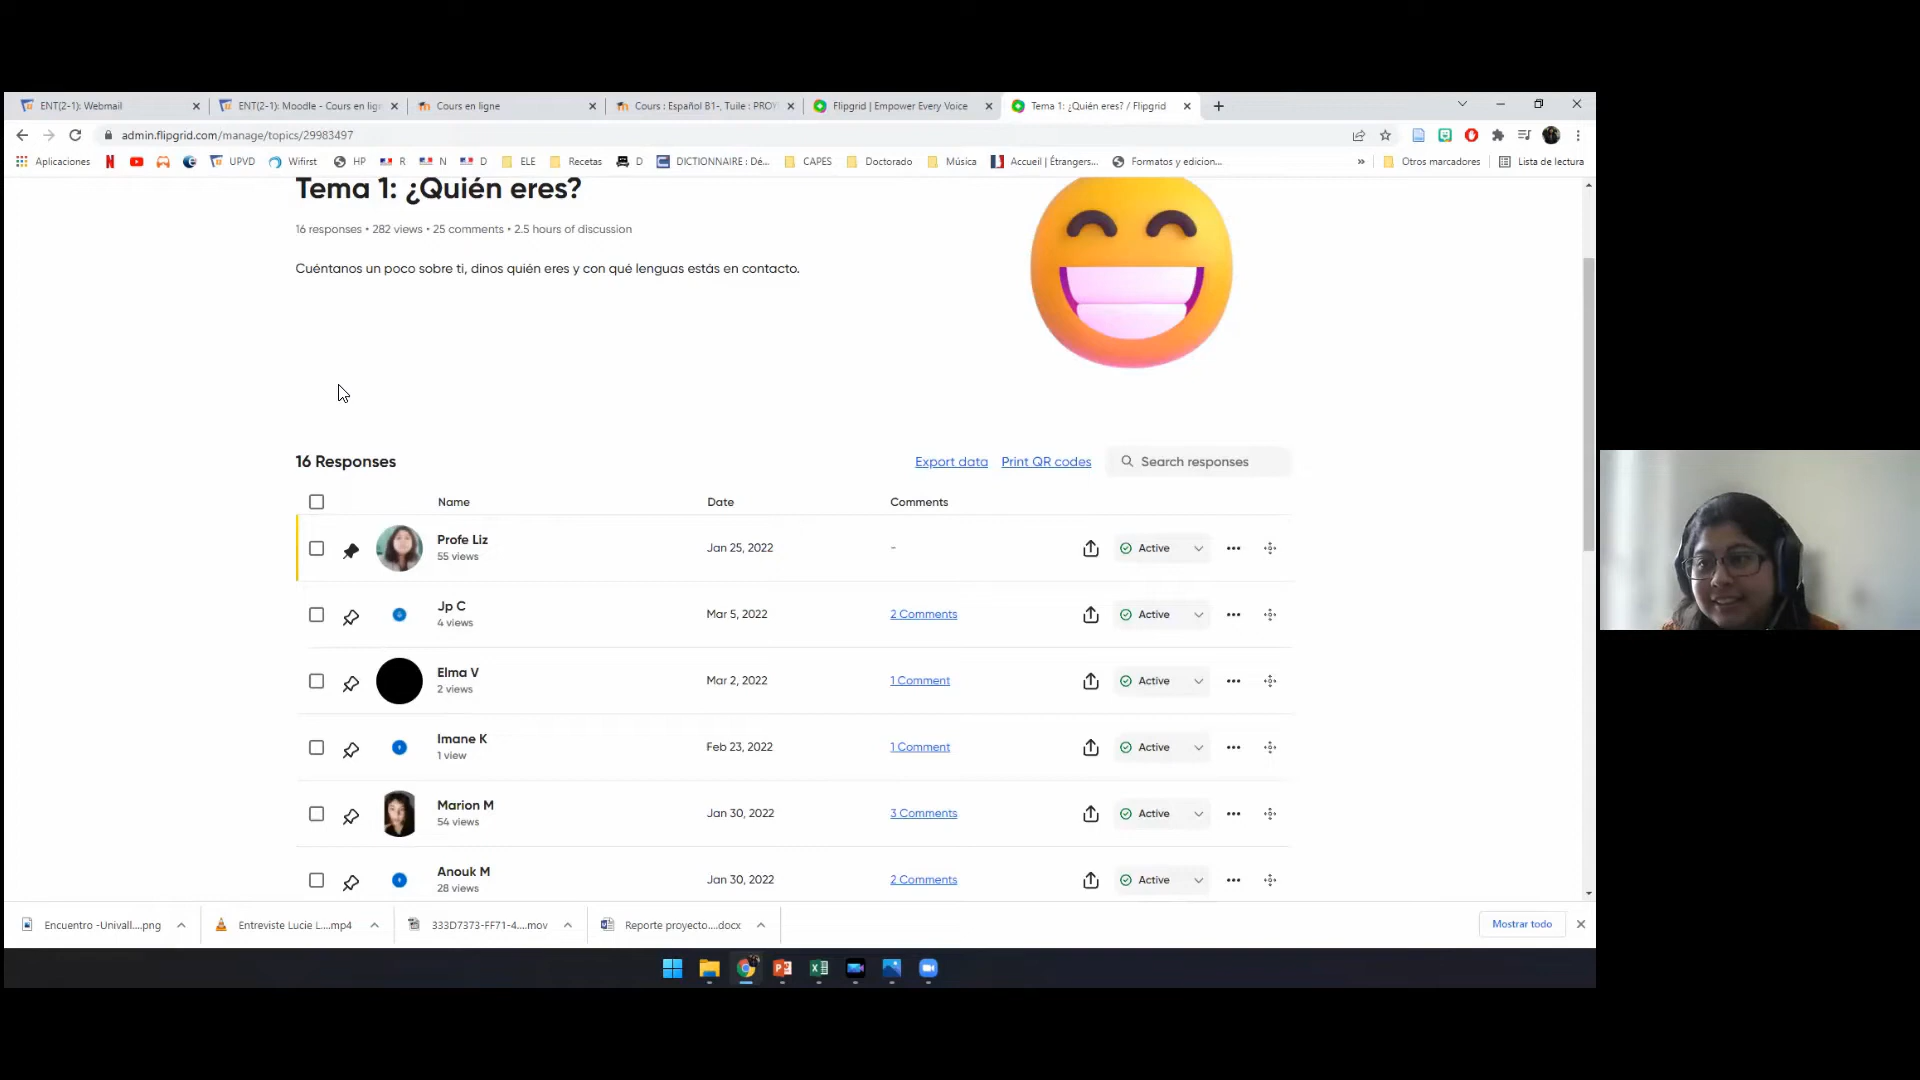 ENT(2-1): Webmail
ENT(2-1): Moodle - Cours en lign
Cours en ligne
Cours : Español B1-, Tuile : PROY
Flipgrid | Empower Every Voice
Tema 1: ¿Quién eres? / Flipgrid
admin.flipgrid.com/manage/topics/29983497
Aplicaciones
UPVD
Wifirst
HP
R
N
D
ELE
Recetas
D
DICTIONNAIRE : Dé...
CAPES
Doctorado
Música
Accueil | Étrangers...
Formatos y edicion...
»
Otros marcadores
Lista de lectura
Tema 1: ¿Quién eres?
16 responses • 282 views • 25 comments • 2.5 hours of discussion
Cuéntanos un poco sobre ti, dinos quién eres y con qué lenguas estás en contacto.
16 Responses
Export data
Print QR codes
Search responses
Name
Date
Comments
Profe Liz
55 views
Jan 25, 2022
-
Active
Jp C
4 views
Mar 5, 2022
2 Comments
Active
Elma V
2 views
Mar 2, 2022
1 Comment
Active
Imane K
1 view
Feb 23, 2022
1 Comment
Active
Marion M
54 views
Jan 30, 2022
3 Comments
Active
Anouk M
28 views
Jan 30, 2022
2 Comments
Active
Encuentro -Univall....png
Entreviste Lucie L....mp4
333D7373-FF71-4....mov
Reporte proyecto....docx
Mostrar todo